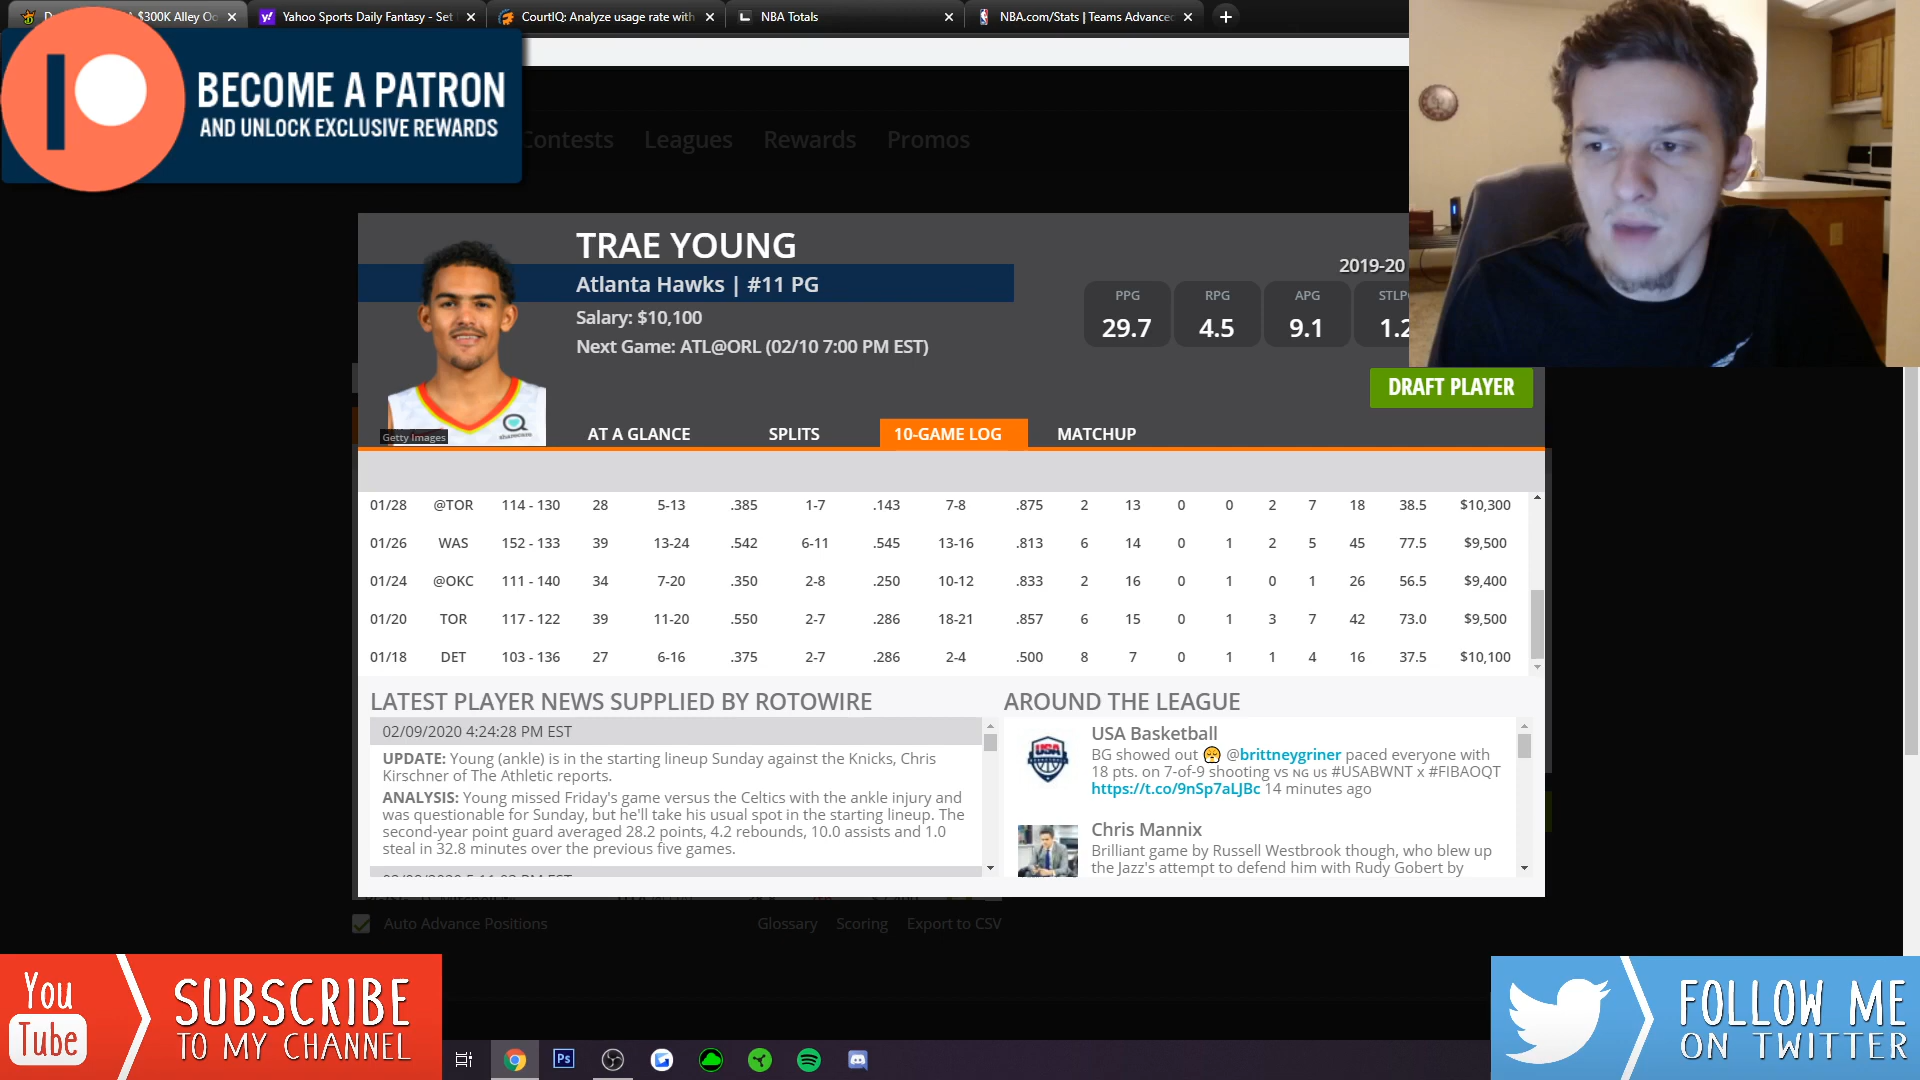 $300K Alley Oo
Yahoo Sports Daily Fantasy - Set
CourtIQ: Analyze usage rate with
NBA Totals
NBA.com/Stats | Teams Advanced
BECOME A PATRON
AND UNLOCK EXCLUSIVE REWARDS
Contests Leagues Rewards Promos
TRAE YOUNG
Atlanta Hawks | #11 PG
Salary: $10,100
Next Game: ATL@ORL (02/10 7:00 PM EST)
2019-20
PPG RPG APG STLP
29.7 4.5 9.1 1.2
DRAFT PLAYER
Getty Images
AT A GLANCE SPLITS 10-GAME LOG MATCHUP
01/28 @TOR 114 - 130 28 5-13 .385 1-7 .143 7-8 .875 2 13 0 0 2 7 18 38.5 $10,300
01/26 WAS 152 - 133 39 13-24 .542 6-11 .545 13-16 .813 6 14 0 1 2 5 45 77.5 $9,500
01/24 @OKC 111 - 140 34 7-20 .350 2-8 .250 10-12 .833 2 16 0 1 0 1 26 56.5 $9,400
01/20 TOR 117 - 122 39 11-20 .550 2-7 .286 18-21 .857 6 15 0 1 3 7 42 73.0 $9,500
01/18 DET 103 - 136 27 6-16 .375 2-7 .286 2-4 .500 8 7 0 1 1 4 16 37.5 $10,100
LATEST PLAYER NEWS SUPPLIED BY ROTOWIRE
02/09/2020 4:24:28 PM EST
UPDATE: Young (ankle) is in the starting lineup Sunday against the Knicks, Chris
Kirschner of The Athletic reports.
ANALYSIS: Young missed Friday's game versus the Celtics with the ankle injury and
was questionable for Sunday, but he'll take his usual spot in the starting lineup. The
second-year point guard averaged 28.2 points, 4.2 rebounds, 10.0 assists and 1.0
steal in 32.8 minutes over the previous five games.
AROUND THE LEAGUE
USA
USA Basketball
BG showed out 😤 @brittneygriner paced everyone with
18 pts. on 7-of-9 shooting vs NG US #USABWNT x #FIBAOQT
https://t.co/9nSp7aLJBc 14 minutes ago
Chris Mannix
Brilliant game by Russell Westbrook though, who blew up
the Jazz's attempt to defend him with Rudy Gobert by
Auto Advance Positions
Glossary Scoring Export to CSV
You
Tube
SUBSCRIBE
TO MY CHANNEL
Ps
FOLLOW ME
ON TWITTER